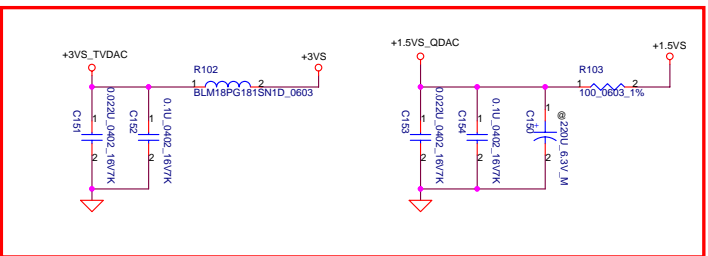 +3VS_TVDAC
+3VS
R102
1
2
BLM18PG181SN1D_0603
C151
0.022U_0402_16V7K
1
2
C152
0.1U_0402_16V7K
1
2
+1.5VS_QDAC
+1.5VS
R103
1
2
100_0603_1%
C153
0.022U_0402_16V7K
1
2
C154
0.1U_0402_16V7K
1
2
C150
+
@
220U_6.3V_M
1
2